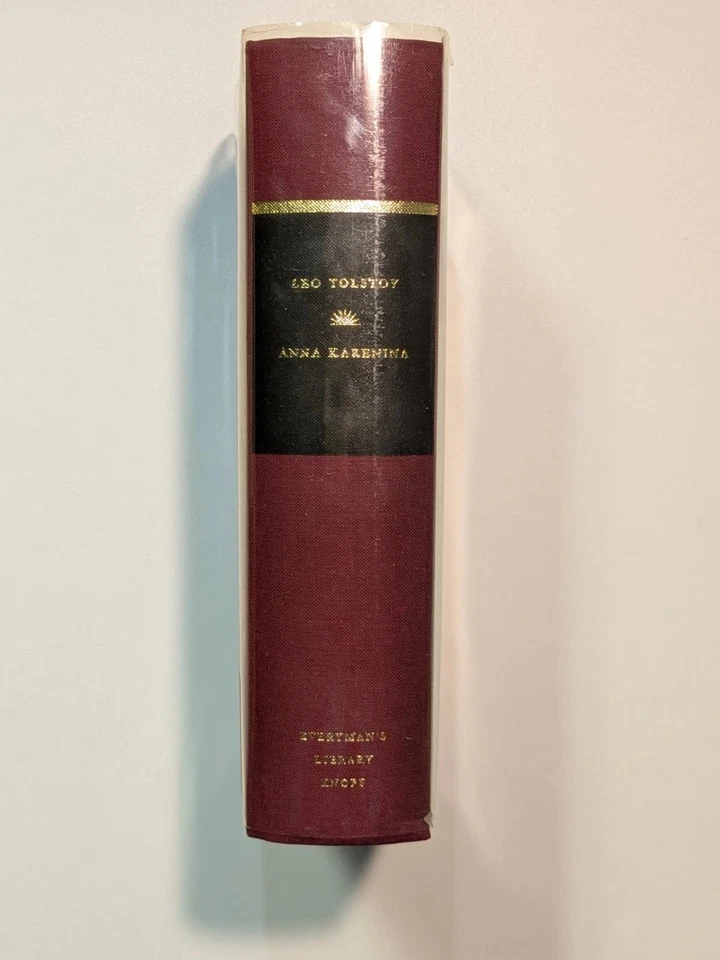 LEO TOLSTOY
ANNA KARENINA
EVERYMAN'S
LIBRARY
KNOPF